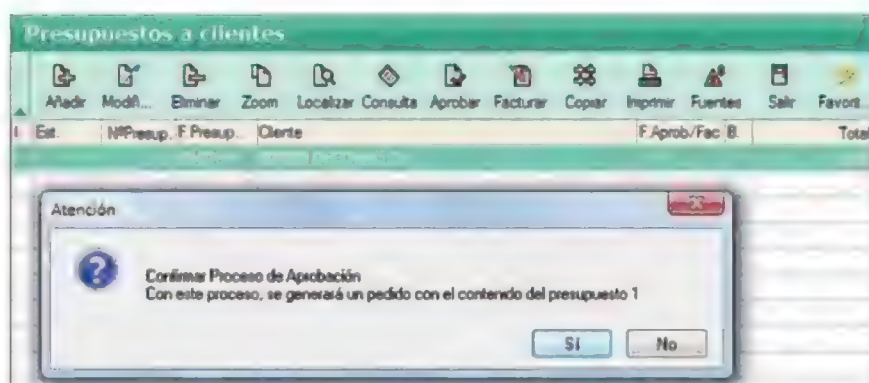 Presupuestos a clientes
Añadir Modifi... Eliminar Zoom Localizar Consulta Aprobar Facturar Copiar Imprimir Fuentes Salir Favorit
Est. NºPresup. F.Presup. Cliente F.Aprob/Fac B. Total
Atención
Confirmar Proceso de Aprobación
Con este proceso, se generará un pedido con el contenido del presupuesto 1
Sí No